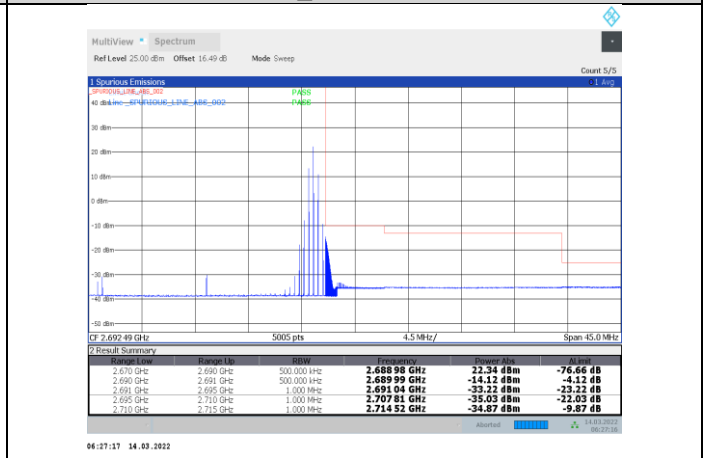 MultiView Spectrum
Ref Level 25.00 dBm Offset 16.49 dB Mode Sweep
Count 5/5
1 Spurious Emissions 1 Avg
_SPURIOUS_LINE_ABS_002 PASS
40 dBm Line _SPURIOUS_LINE_ABS_002 PASS
30 dBm
20 dBm
10 dBm
0 dBm
-10 dBm
-20 dBm
-30 dBm
-40 dBm
-50 dBm
CF 2.692 49 GHz 5005 pts 4.5 MHz/ Span 45.0 MHz
2 Result Summary
Range Low Range Up RBW Frequency Power Abs ΔLimit
2.670 GHz 2.690 GHz 500.000 kHz 2.688 98 GHz 22.34 dBm -76.66 dB
2.690 GHz 2.691 GHz 500.000 kHz 2.689 99 GHz -14.12 dBm -4.12 dB
2.691 GHz 2.695 GHz 1.000 MHz 2.691 04 GHz -33.22 dBm -23.22 dB
2.695 GHz 2.710 GHz 1.000 MHz 2.707 81 GHz -35.03 dBm -22.03 dB
2.710 GHz 2.715 GHz 1.000 MHz 2.714 52 GHz -34.87 dBm -9.87 dB
Aborted 14.03.2022
06:27:16
06:27:17 14.03.2022